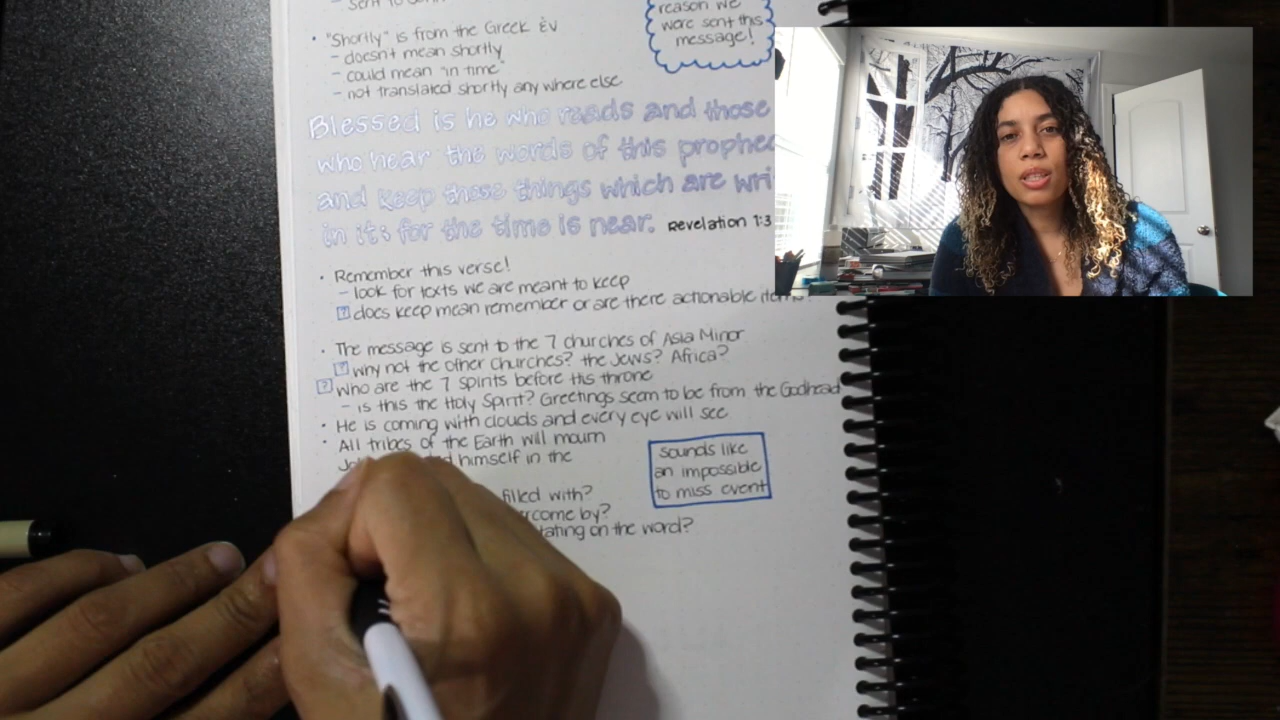 reason we
were sent this
message!
• "Shortly" is from the Greek ἐν
- doesn't mean shortly
- could mean "in time"
- not translated shortly any where else
Blessed is he who reads and those
who hear the words of this
and keep these things which are
in it; for the time is near. Revelation 1:3
• Remember this verse!
- look for texts we are meant to keep
? does keep mean remember or are there actionable
• The message is sent to the 7 churches of Asia Minor
? why not the other churches? the Jews? Africa?
? who are the 7 spirits before His throne
- is this the Holy Spirit? Greetings seem to be from the Godhead
• He is coming with clouds and every eye will see
• All tribes of the Earth will mourn
himself in the
sounds like
an impossible
to miss event
filled with?
by?
on the word?